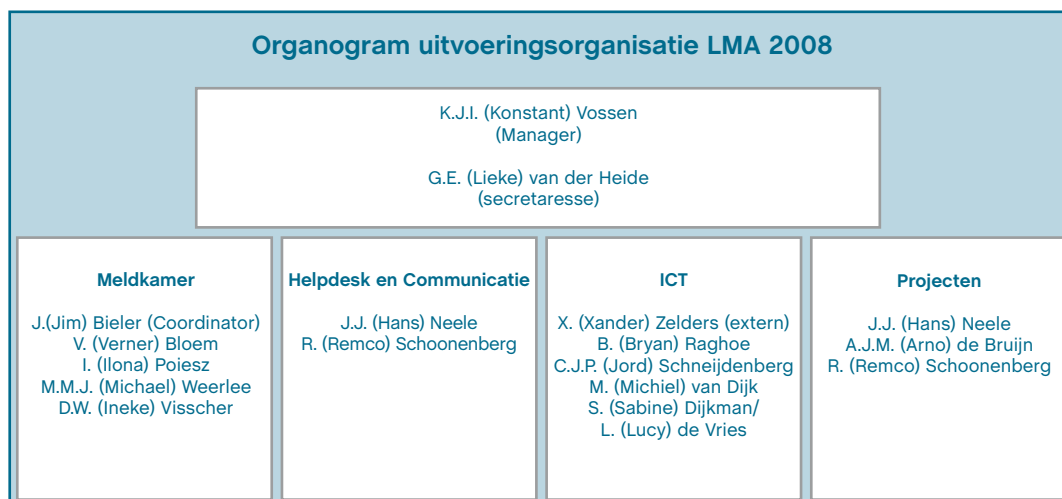 Organogram uitvoeringsorganisatie LMA 2008
K.J.I. (Konstant) Vossen
(Manager)
G.E. (Lieke) van der Heide
(secretaresse)
Meldkamer
J.(Jim) Bieler (Coordinator)
V. (Verner) Bloem
I. (Ilona) Poiesz
M.M.J. (Michael) Weerlee
D.W. (Ineke) Visscher
Helpdesk en Communicatie
J.J. (Hans) Neele
R. (Remco) Schoonenberg
ICT
X. (Xander) Zelders (extern)
B. (Bryan) Raghoe
C.J.P. (Jord) Schneijdenberg
M. (Michiel) van Dijk
S. (Sabine) Dijkman/
L. (Lucy) de Vries
Projecten
J.J. (Hans) Neele
A.J.M. (Arno) de Bruijn
R. (Remco) Schoonenberg